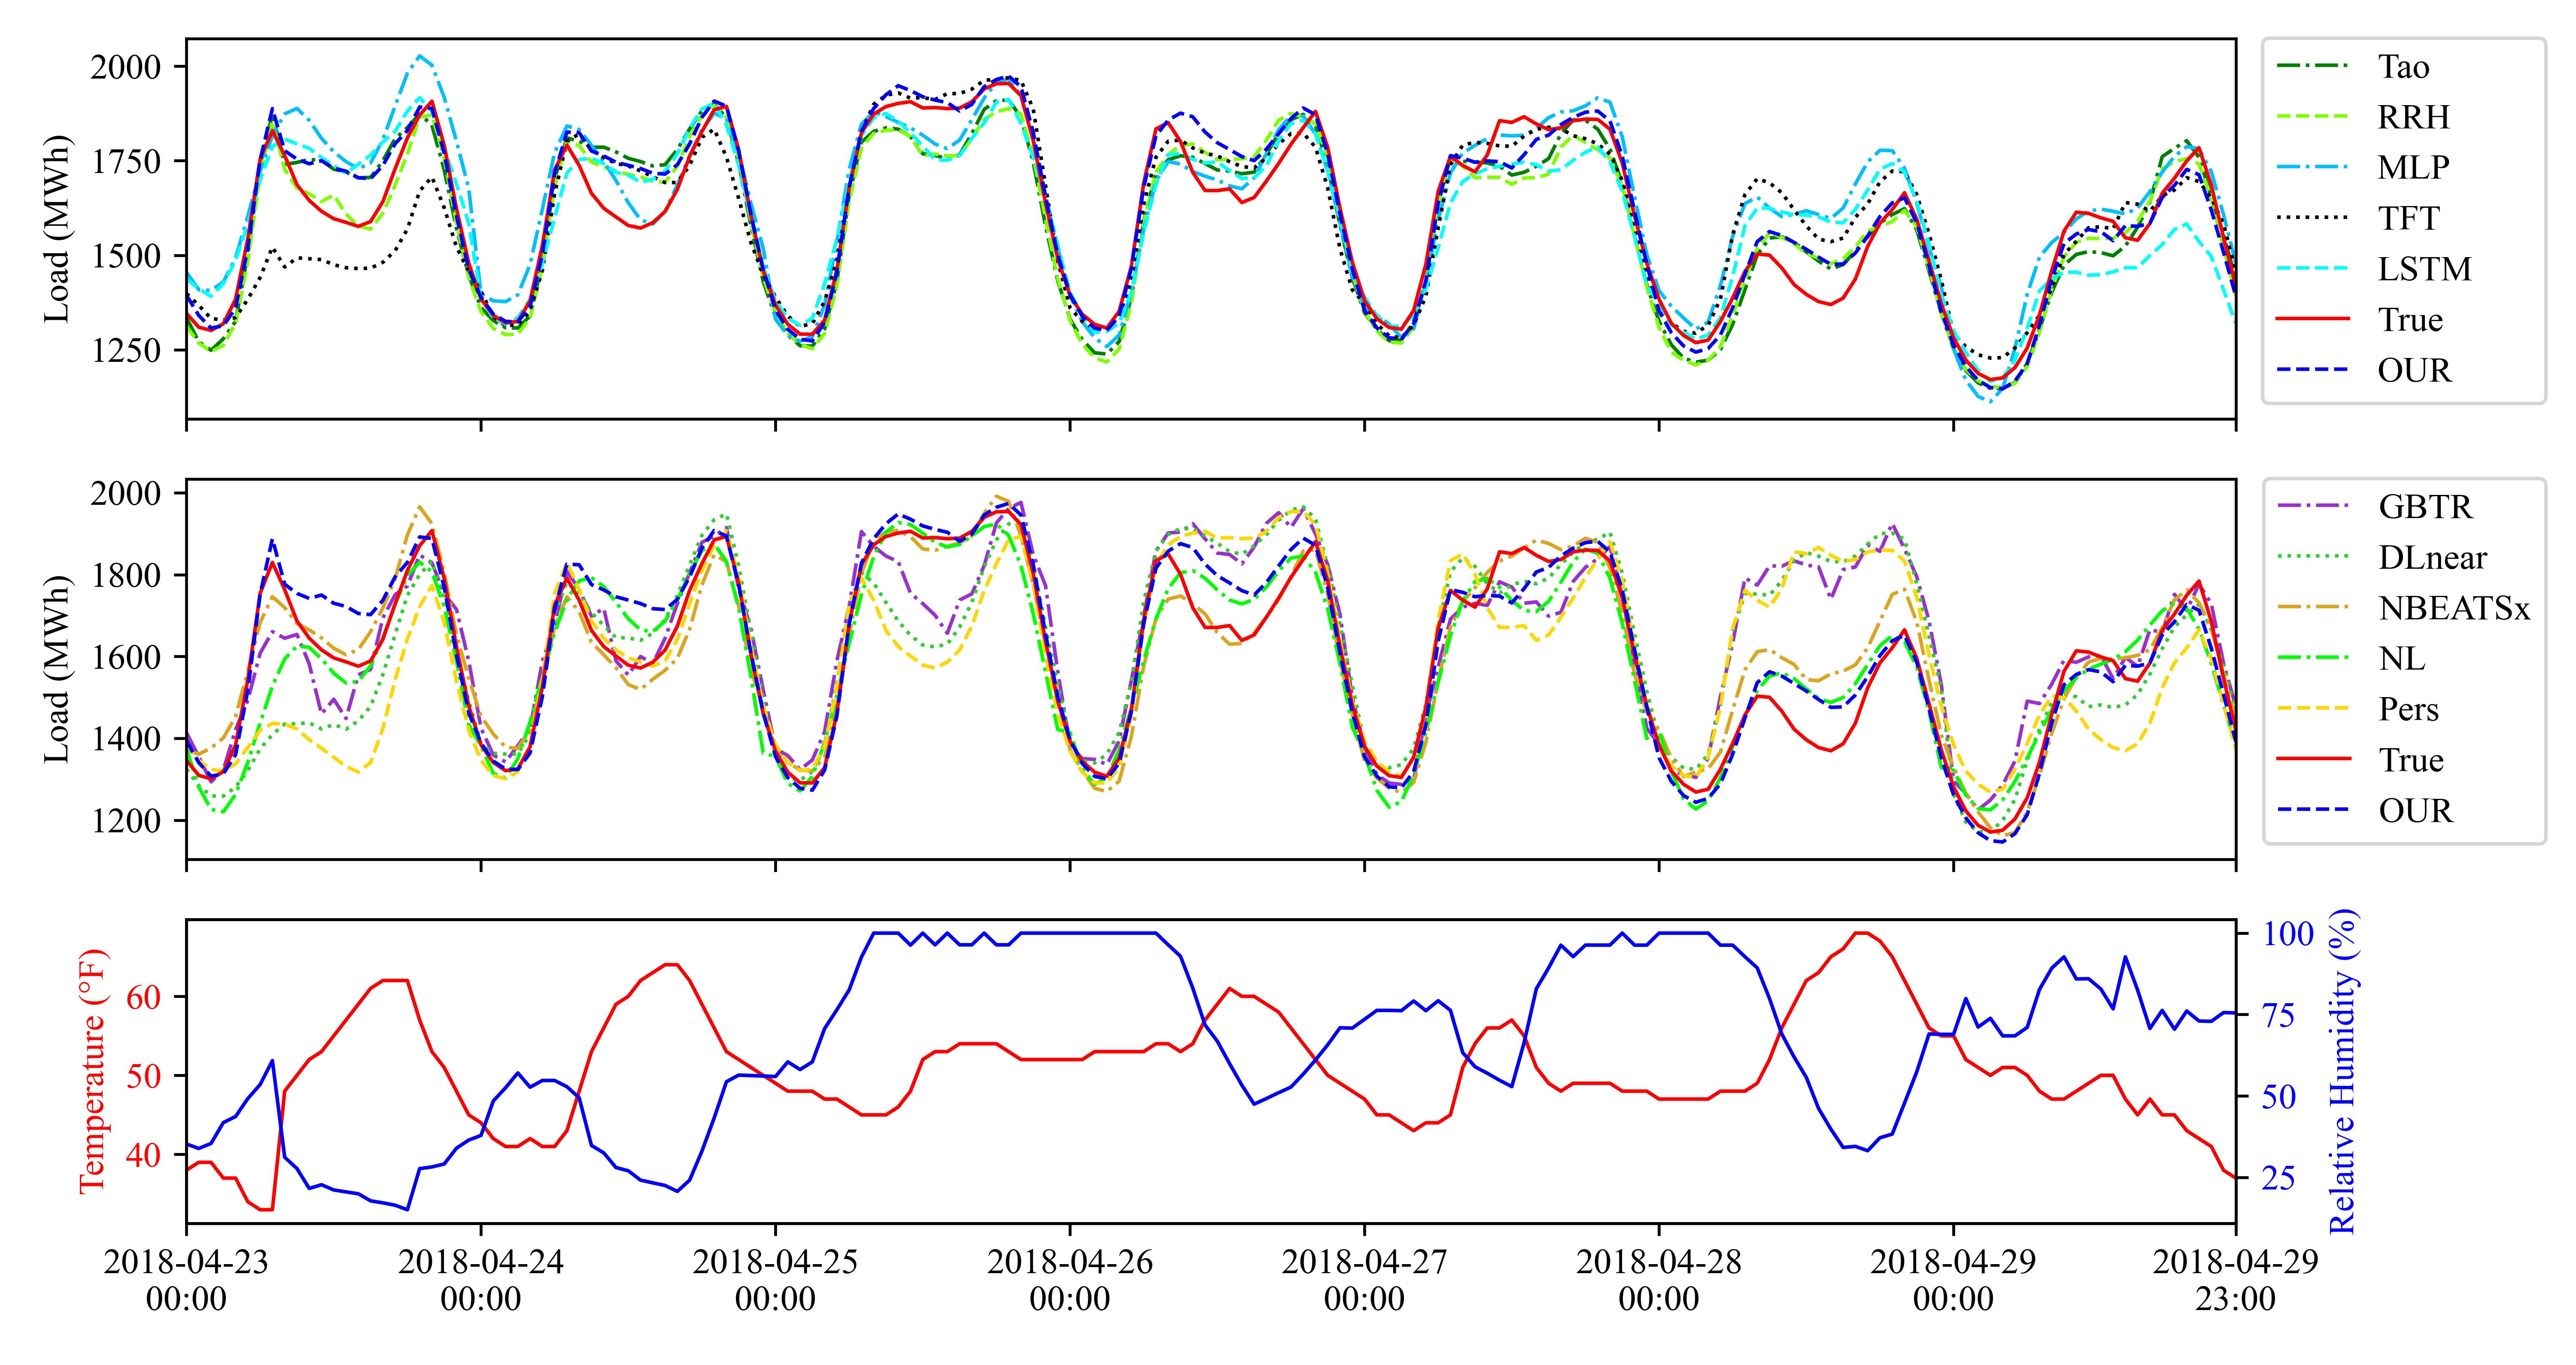 Load (MWh)
2000
1750
1500
1250
Tao
RRH
MLP
TFT
LSTM
True
OUR
Load (MWh)
2000
1800
1600
1400
1200
GBTR
DLnear
NBEATSx
NL
Pers
True
OUR
Temperature (°F)
60
50
40
100
75
50
25
Relative Humidity (%)
2018-04-23 2018-04-24 2018-04-25 2018-04-26 2018-04-27 2018-04-28 2018-04-29 2018-04-29
00:00 00:00 00:00 00:00 00:00 00:00 00:00 23:00